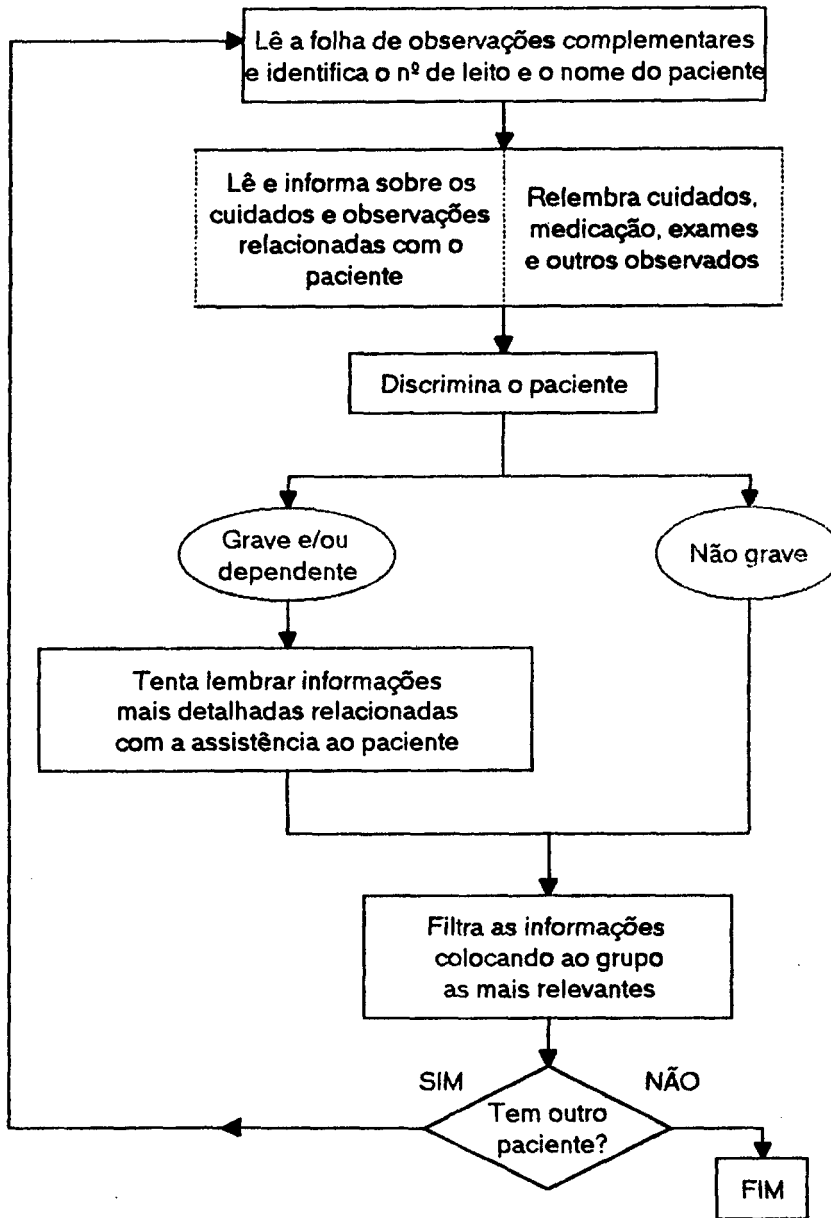 Lê a folha de observações complementares
e identifica o nº de leito e o nome do paciente
Lê e informa sobre os
cuidados e observações
relacionadas com o
paciente
Relembra cuidados,
medicação, exames
e outros observados
Discrimina o paciente
Grave e/ou
dependente
Não grave
Tenta lembrar informações
mais detalhadas relacionadas
com a assistência ao paciente
Filtra as informações
colocando ao grupo
as mais relevantes
SIM
NÃO
Tem outro
paciente?
FIM